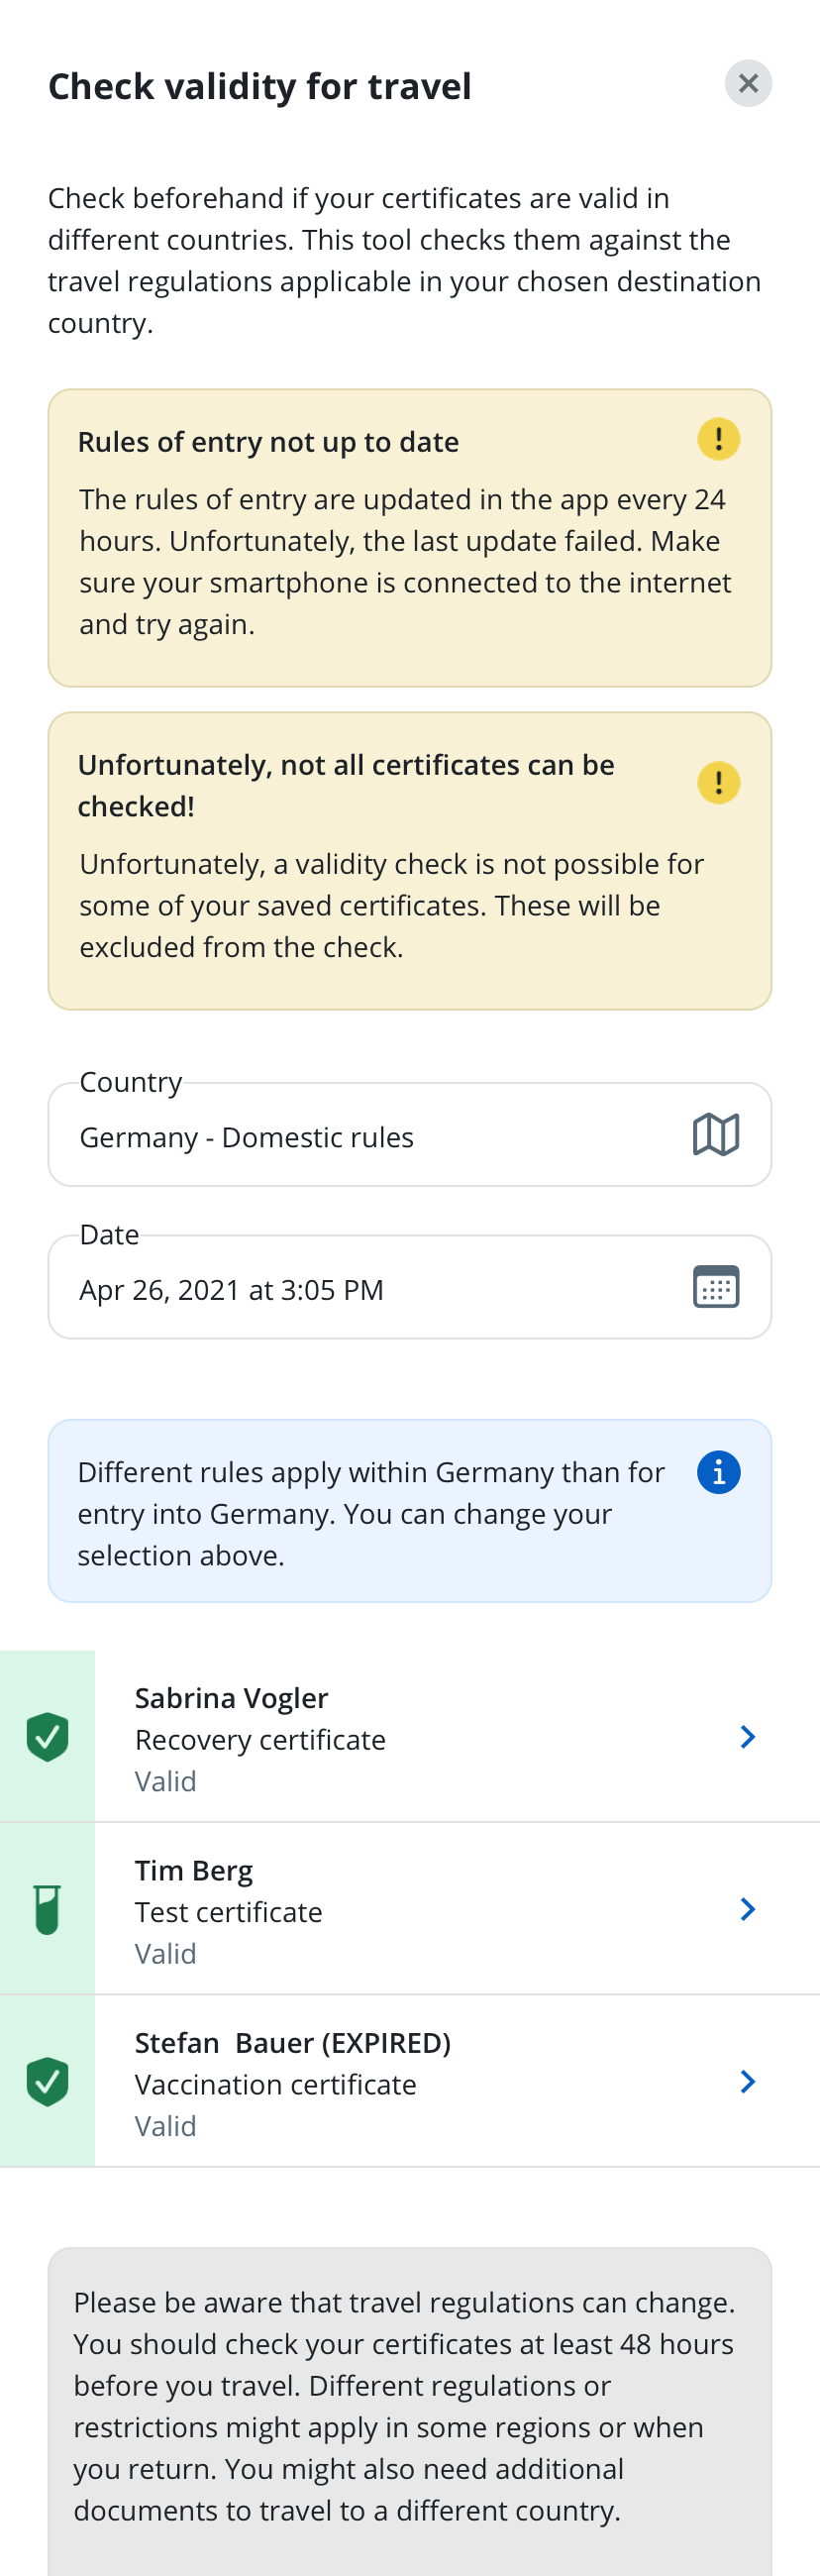 Check validity for travel
Check beforehand if your certificates are valid in
different countries. This tool checks them against the
travel regulations applicable in your chosen destination
country.
Rules of entry not up to date
The rules of entry are updated in the app every 24
hours. Unfortunately, the last update failed. Make
sure your smartphone is connected to the internet
and try again.
Unfortunately, not all certificates can be
checked!
Unfortunately, a validity check is not possible for
some of your saved certificates. These will be
excluded from the check.
Country
Germany - Domestic rules
Date
Apr 26, 2021 at 3:05 PM
Different rules apply within Germany than for
entry into Germany. You can change your
selection above.
Sabrina Vogler
Recovery certificate
Valid
Tim Berg
Test certificate
Valid
Stefan  Bauer (EXPIRED)
Vaccination certificate
Valid
Please be aware that travel regulations can change.
You should check your certificates at least 48 hours
before you travel. Different regulations or
restrictions might apply in some regions or when
you return. You might also need additional
documents to travel to a different country.